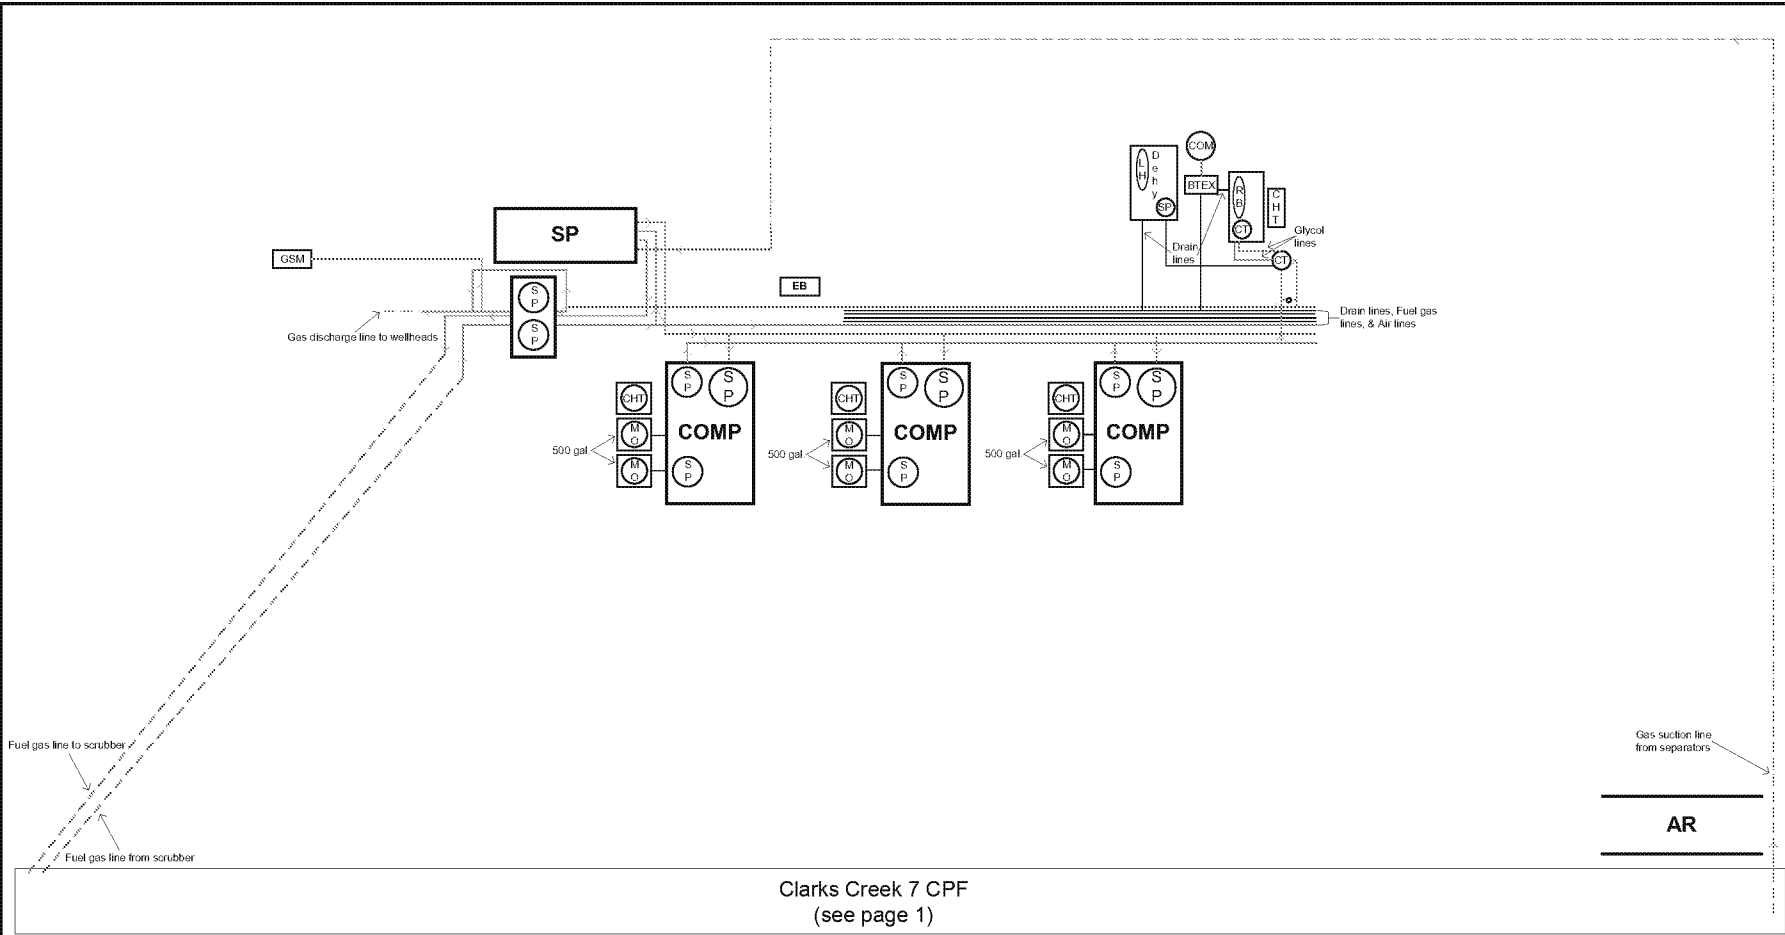 COM
L
H
D
e
h
y
BTEX
R
B
C
H
T
SP
CT
SP
Glycol
lines
Drain
lines
CT
GSM
EB
S
P
S
P
Gas discharge line to wellheads
Drain lines, Fuel gas
lines, & Air lines
S
P
S
P
CHT
M
O
M
O
500 gal.
COMP
S
P
S
P
S
P
CHT
M
O
M
O
500 gal.
COMP
S
P
S
P
S
P
CHT
M
O
M
O
500 gal.
COMP
S
P
Fuel gas line to scrubber
Gas suction line
from separators
AR
Fuel gas line from scrubber
Clarks Creek 7 CPF
(see page 1)